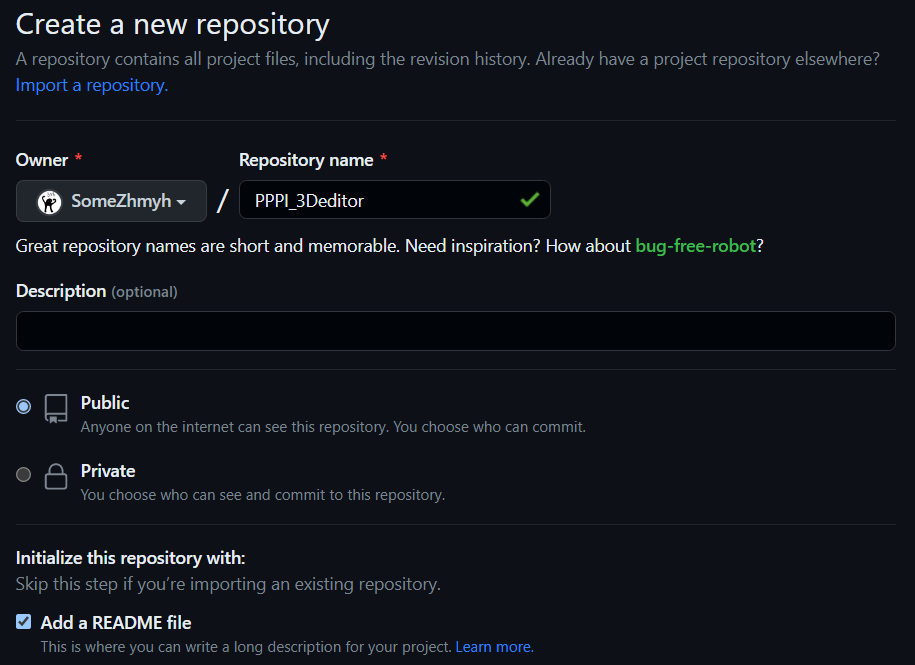 Create a new repository
A repository contains all project files, including the revision history. Already have a project repository elsewhere?
Import a repository.
Owner * Repository name *
SomeZhmyh / PPPI_3Deditor
Great repository names are short and memorable. Need inspiration? How about bug-free-robot?
Description (optional)
Public
Anyone on the internet can see this repository. You choose who can commit.
Private
You choose who can see and commit to this repository.
Initialize this repository with:
Skip this step if you’re importing an existing repository.
Add a README file
This is where you can write a long description for your project. Learn more.